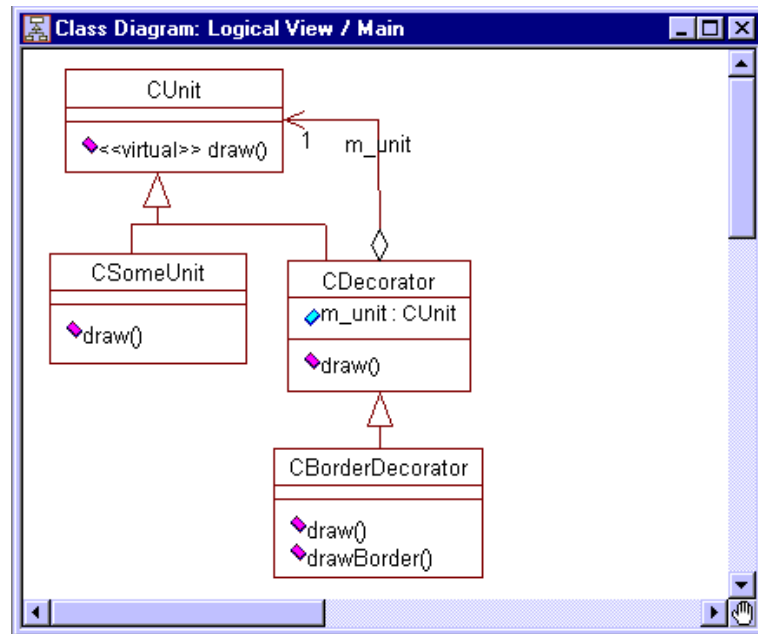 Class Diagram: Logical View / Main
CUnit
<<virtual>> draw()
1
m_unit
CSomeUnit
draw()
CDecorator
m_unit : CUnit
draw()
CBorderDecorator
draw()
drawBorder()